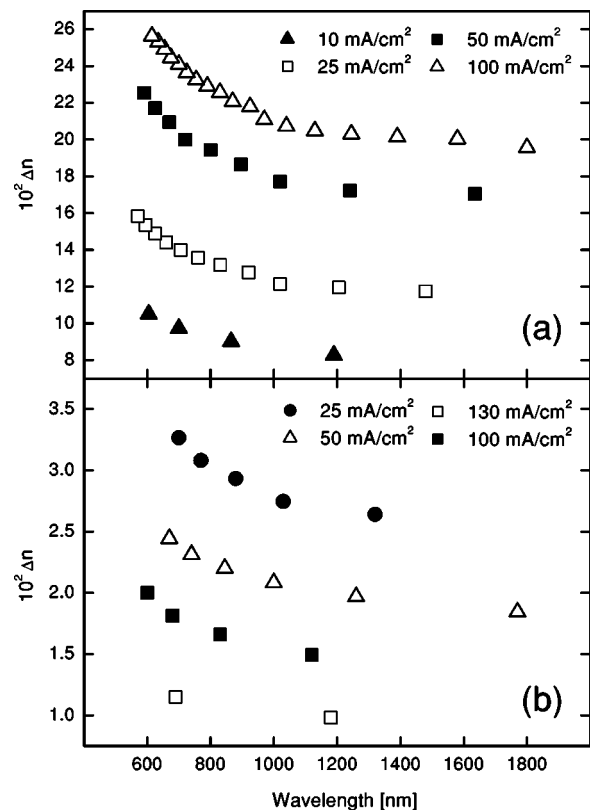 26
24
22
20
18
16
14
12
10
8
10² Δn
10 mA/cm² 50 mA/cm²
25 mA/cm² 100 mA/cm²
(a)
3.5
3.0
2.5
2.0
1.5
1.0
10² Δn
25 mA/cm² 130 mA/cm²
50 mA/cm² 100 mA/cm²
(b)
600 800 1000 1200 1400 1600 1800
Wavelength [nm]